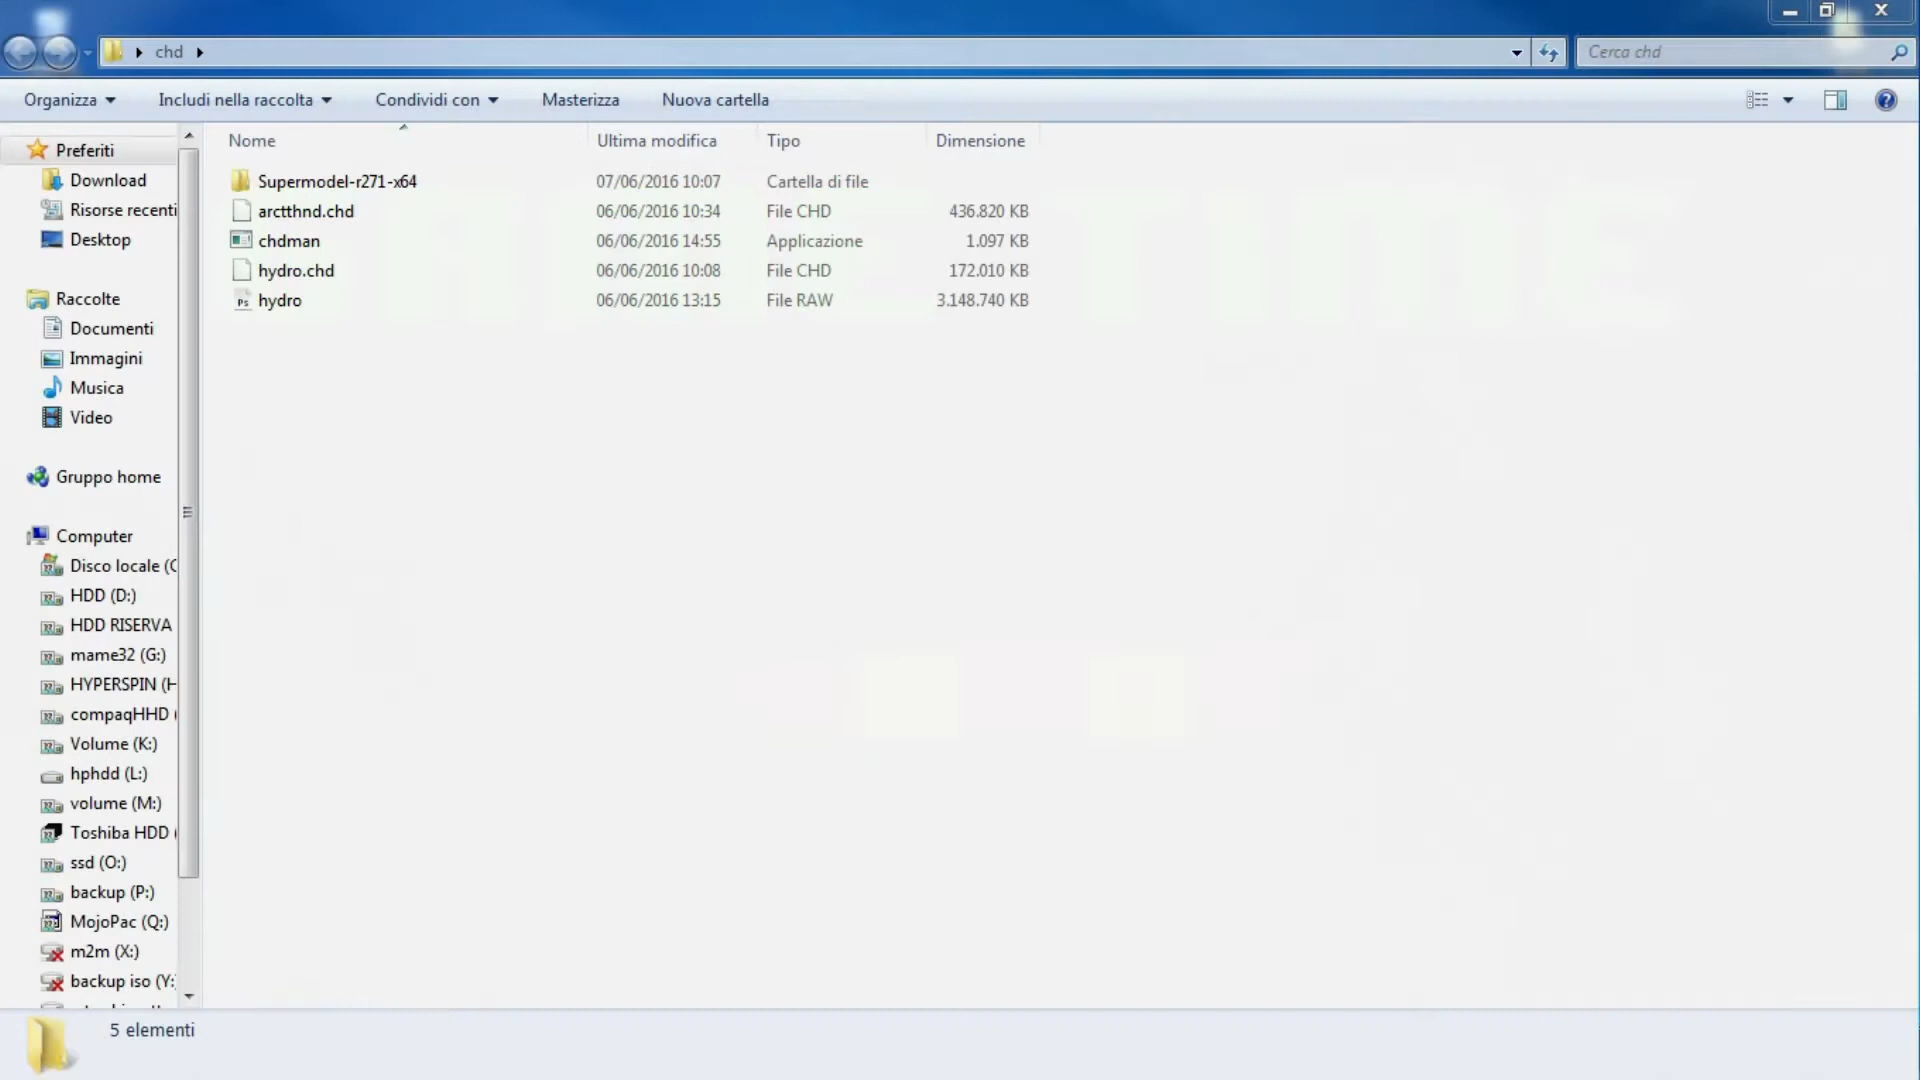 chd
Cerca chd
Organizza
Includi nella raccolta
Condividi con
Masterizza
Nuova cartella
Nome
Ultima modifica
Tipo
Dimensione
Supermodel-r271-x64 07/06/2016 10:07 Cartella di file
arctthnd.chd 06/06/2016 10:34 File CHD 436.820 KB
chdman 06/06/2016 14:55 Applicazione 1.097 KB
hydro.chd 06/06/2016 10:08 File CHD 172.010 KB
Ps hydro 06/06/2016 13:15 File RAW 3.148.740 KB
Preferiti
Download
Risorse recenti
Desktop
Raccolte
Documenti
Immagini
Musica
Video
Gruppo home
Computer
Disco locale (C
HDD (D:)
HDD RISERVA
mame32 (G:)
HYPERSPIN (H
compaqHHD (
Volume (K:)
hphdd (L:)
volume (M:)
Toshiba HDD (
ssd (O:)
backup (P:)
MojoPac (Q:)
m2m (X:)
backup iso (Y:
5 elementi